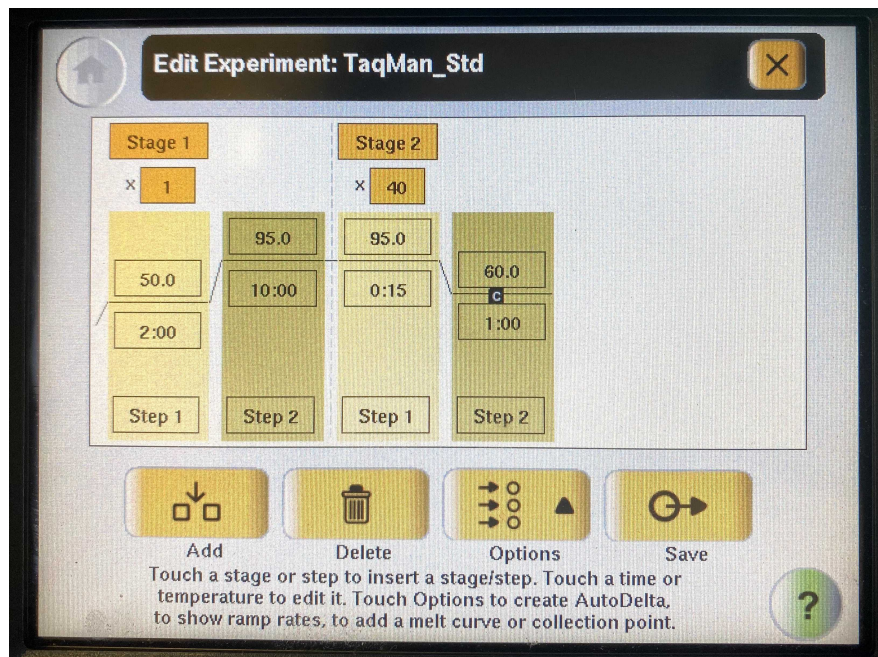 Edit Experiment: TaqMan_Std
Stage 1
Stage 2
x 1
x 40
95.0
95.0
50.0
60.0
10:00
0:15
C
2:00
1:00
Step 1
Step 2
Step 1
Step 2
Add
Delete
Options
Save
Touch a stage or step to insert a stage/step. Touch a time or
temperature to edit it. Touch Options to create AutoDelta,
to show ramp rates, to add a melt curve or collection point.
?